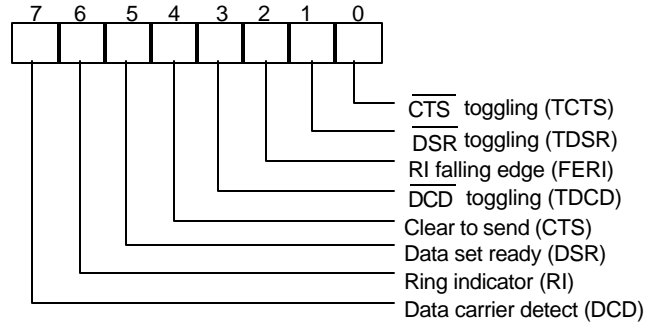 7 6 5 4 3 2 1 0
CTS toggling (TCTS)
DSR toggling (TDSR)
RI falling edge (FERI)
DCD toggling (TDCD)
Clear to send (CTS)
Data set ready (DSR)
Ring indicator (RI)
Data carrier detect (DCD)